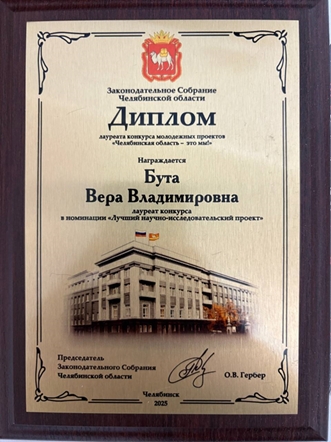 Законодательное Собрание
Челябинской области
Диплом
лауреата конкурса молодежных проектов
«Челябинская область – это мы!»
Награждается
Бута
Вера Владимировна
лауреат конкурса
в номинации «Лучший научно-исследовательский проект»
Председатель
Законодательного Собрания
Челябинской области
О.В. Гербер
Челябинск
2025